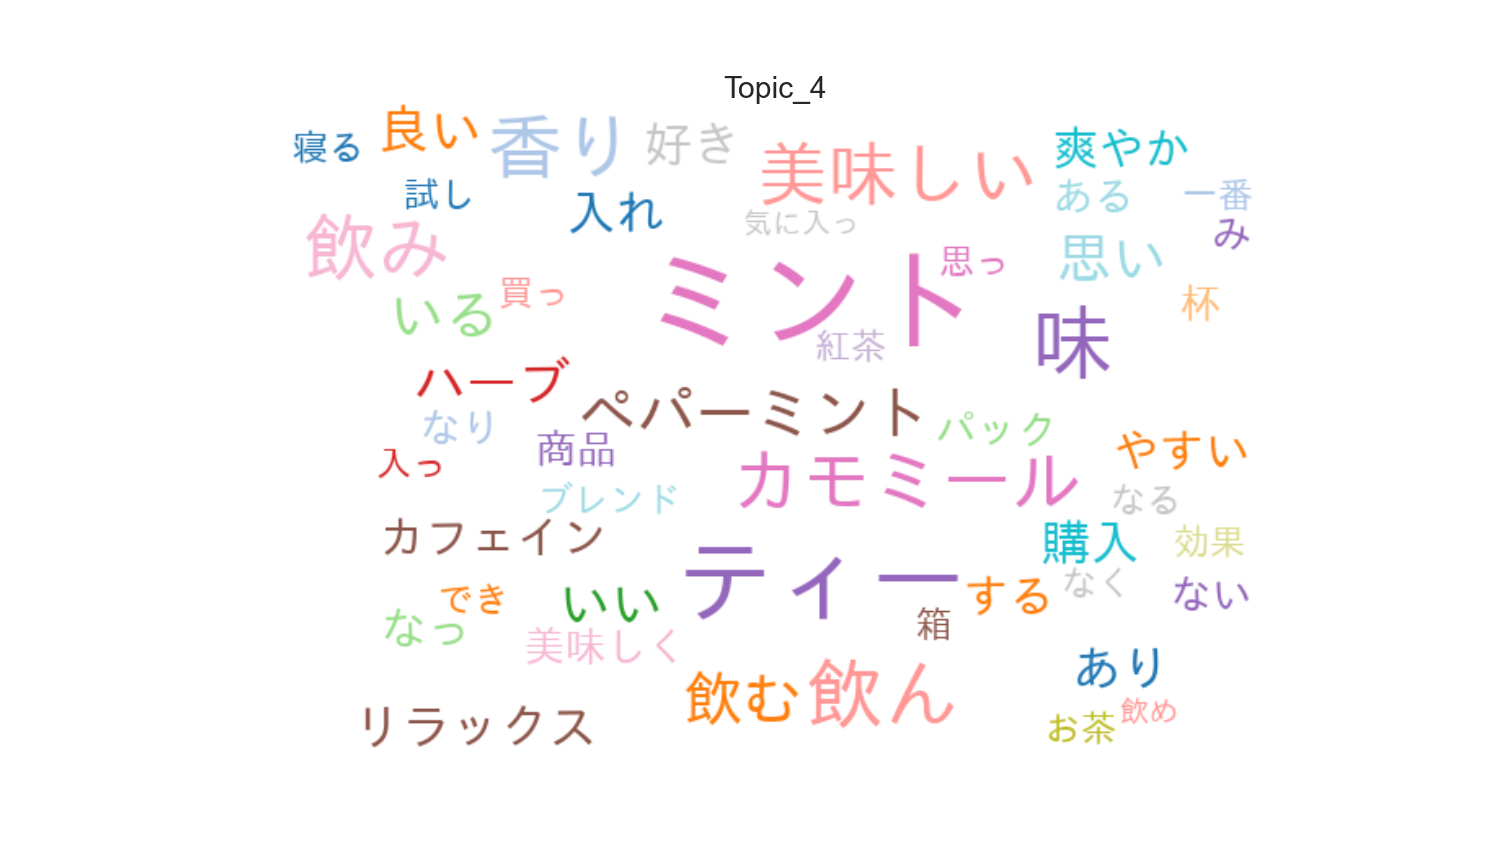 Topic_4
寝る
良い
香り
好き
美味しい
爽やか
試し
入れ
気に入っ
ある
一番
み
飲み
思い
思っ
ミント
いる
買っ
杯
紅茶
味
ハーブ
ペパーミント
なり
商品
パック
やすい
入っ
カモミール
ブレンド
なる
カフェイン
購入
効果
でき
いい
ティー
する
なく
ない
なっ
美味しく
箱
あり
飲む
飲ん
リラックス
お茶
飲め